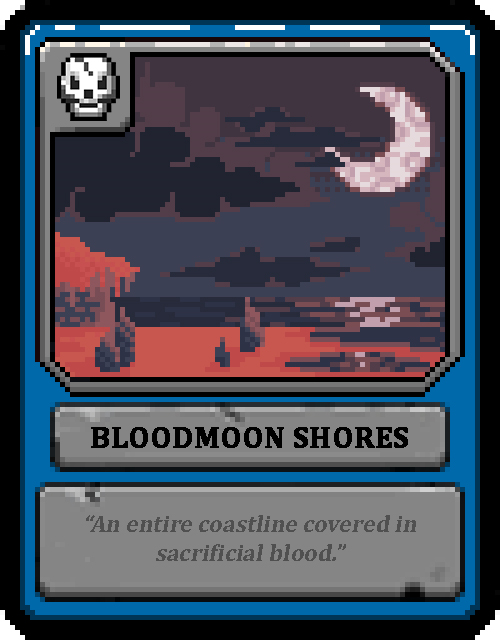 BLOODMOON SHORES
“An entire coastline covered in
sacrificial blood.”